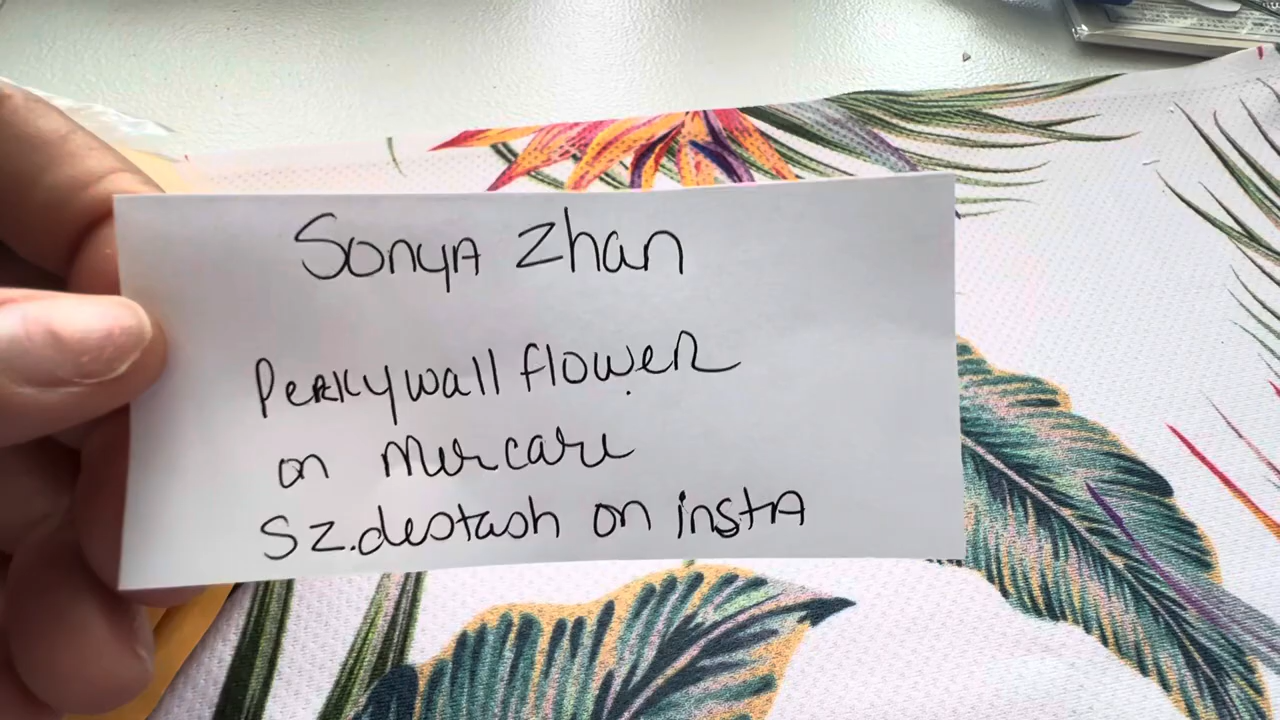 Sonya Zhan
Perkywallflower
on Mercari
sz.destash on insta